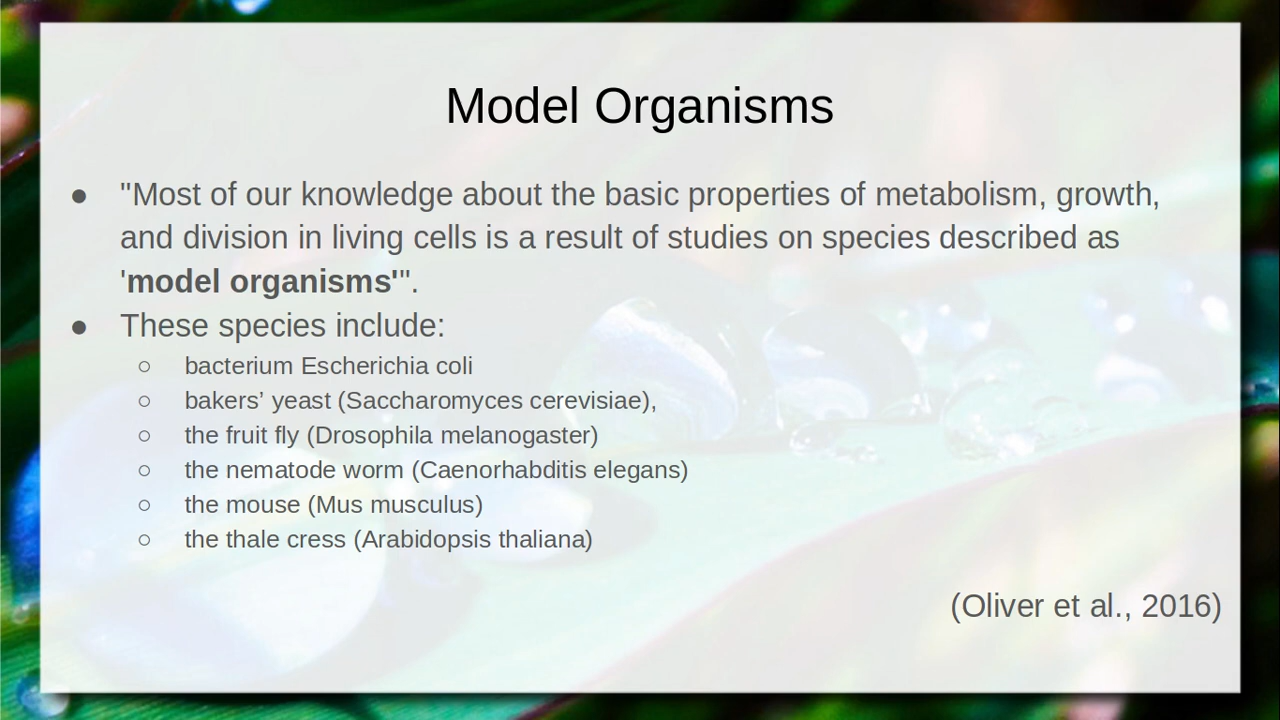 Model Organisms
● "Most of our knowledge about the basic properties of metabolism, growth,
and division in living cells is a result of studies on species described as
'model organisms'".
● These species include:
○ bacterium Escherichia coli
○ bakers’ yeast (Saccharomyces cerevisiae),
○ the fruit fly (Drosophila melanogaster)
○ the nematode worm (Caenorhabditis elegans)
○ the mouse (Mus musculus)
○ the thale cress (Arabidopsis thaliana)
(Oliver et al., 2016)